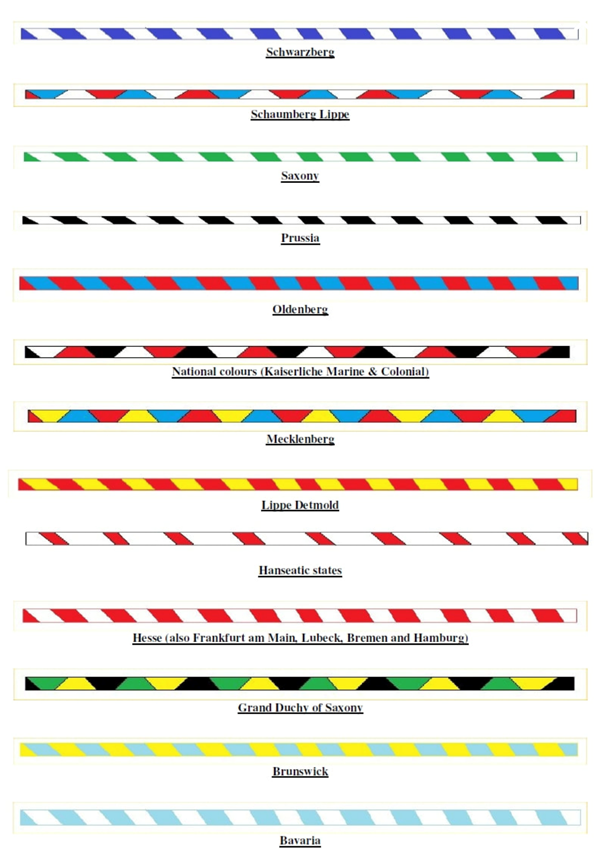 Schwarzberg
Schaumberg Lippe
Saxony
Prussia
Oldenberg
National colours (Kaiserliche Marine & Colonial)
Mecklenberg
Lippe Detmold
Hanseatic states
Hesse (also Frankfurt am Main, Lubeck, Bremen and Hamburg)
Grand Duchy of Saxony
Brunswick
Bavaria